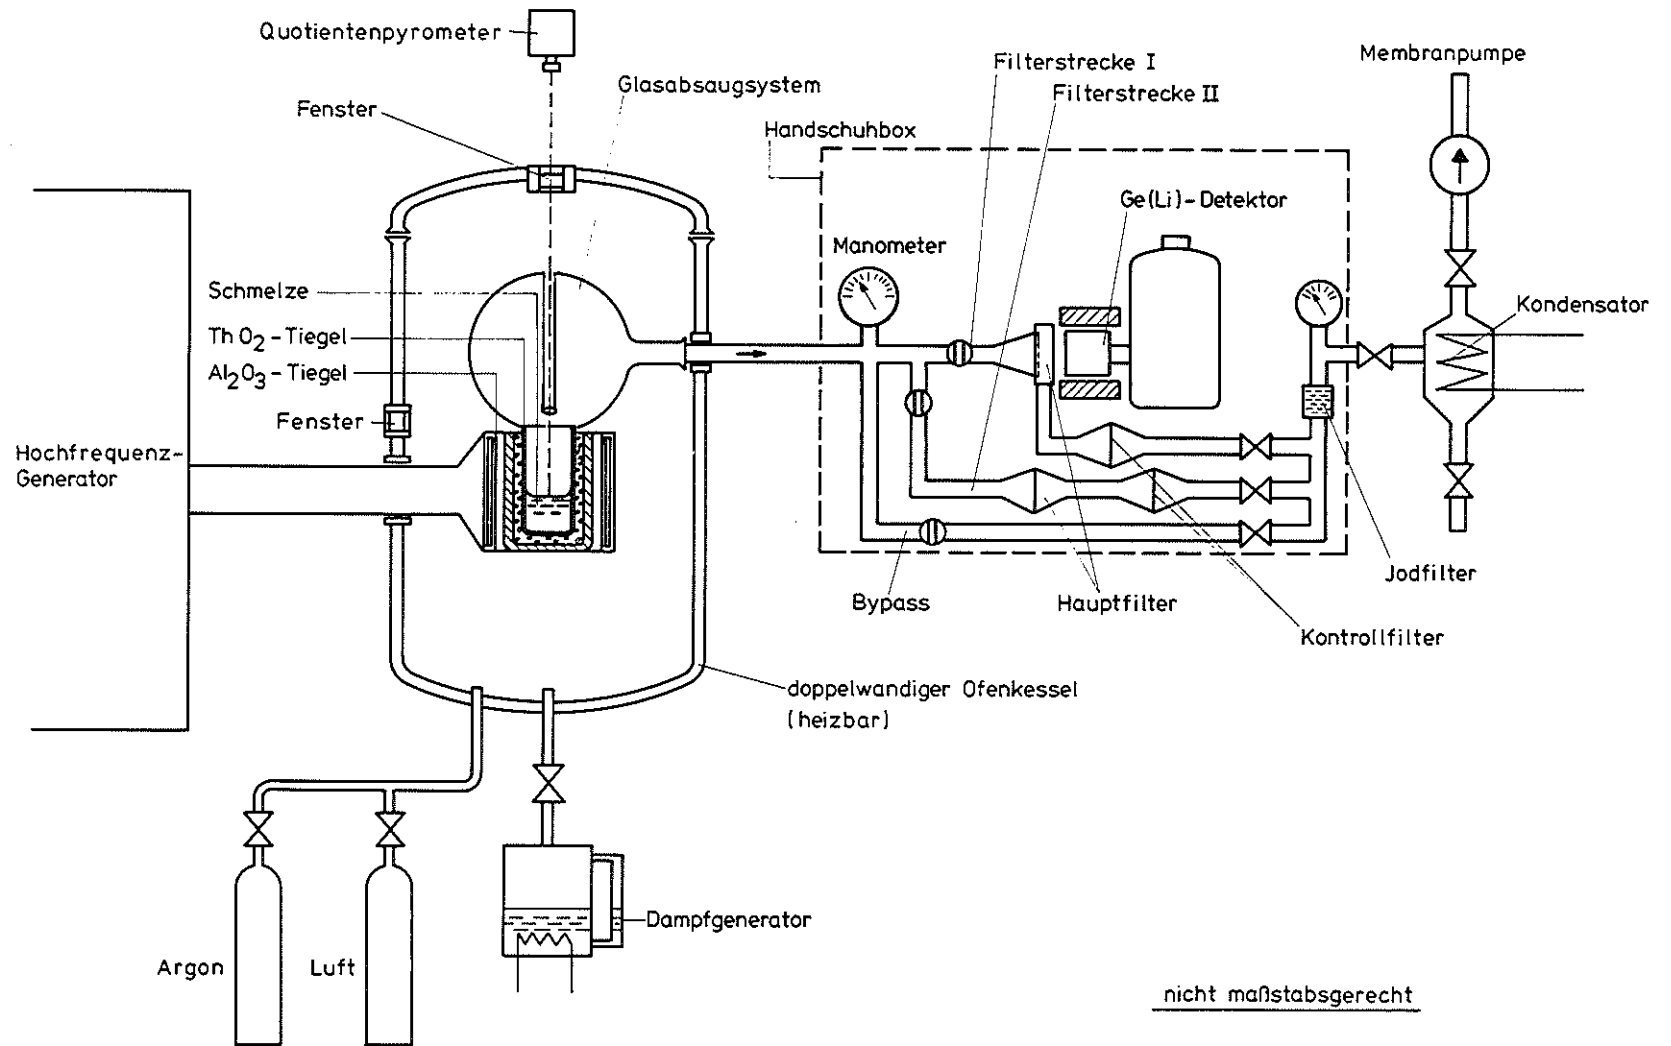 Quotientenpyrometer
Membranpumpe
Filterstrecke I
Glasabsaugsystem
Filterstrecke II
Fenster
Handschuhbox
Ge(Li)-Detektor
Manometer
Schmelze
Kondensator
ThO₂-Tiegel
Al₂O₃-Tiegel
Fenster
Hochfrequenz-
Generator
Jodfilter
Bypass
Hauptfilter
Kontrollfilter
doppelwandiger Ofenkessel
(heizbar)
Dampfgenerator
Argon
Luft
nicht maßstabsgerecht